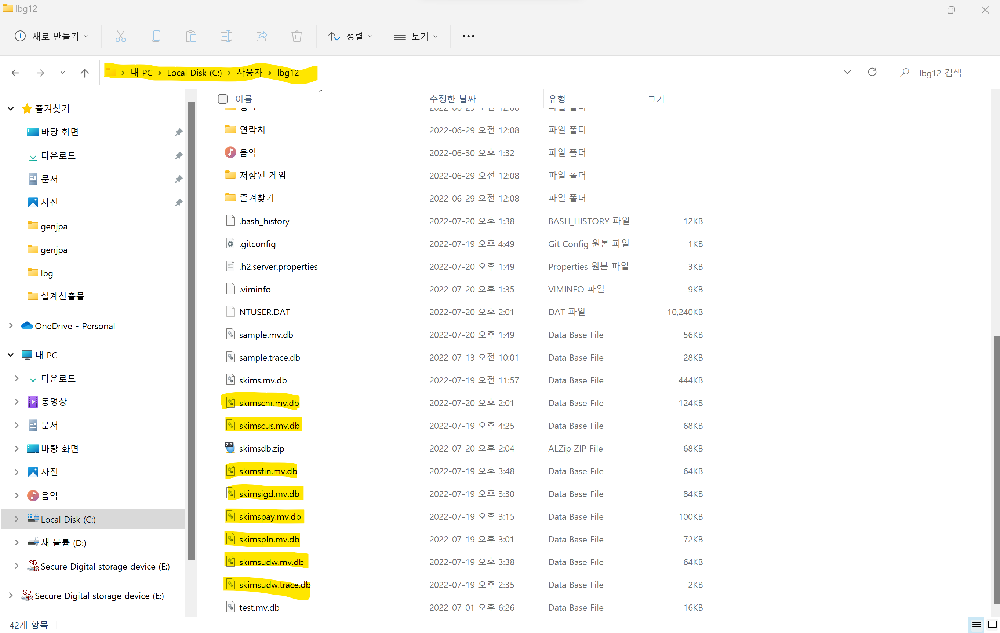 lbg12
새로 만들기 정렬 보기
내 PC > Local Disk (C:) > 사용자 > lbg12
lbg12 검색
즐겨찾기
바탕 화면
다운로드
문서
사진
genjpa
genjpa
lbg
설계산출물
OneDrive - Personal
내 PC
다운로드
동영상
문서
바탕 화면
사진
음악
Local Disk (C:)
새 볼륨 (D:)
SD HC Secure Digital storage device (E:)
SD HC Secure Digital storage device (E:)
이름 수정한 날짜 유형 크기
연락처 2022-06-29 오전 12:08 파일 폴더
음악 2022-06-30 오후 1:32 파일 폴더
저장된 게임 2022-06-29 오전 12:08 파일 폴더
즐겨찾기 2022-06-29 오전 12:08 파일 폴더
.bash_history 2022-07-20 오후 1:38 BASH_HISTORY 파일 12KB
.gitconfig 2022-07-19 오후 4:49 Git Config 원본 파일 1KB
.h2.server.properties 2022-07-20 오후 1:49 Properties 원본 파일 3KB
.viminfo 2022-07-20 오후 1:35 VIMINFO 파일 9KB
NTUSER.DAT 2022-07-20 오후 2:01 DAT 파일 10,240KB
sample.mv.db 2022-07-20 오후 1:49 Data Base File 56KB
sample.trace.db 2022-07-13 오전 10:01 Data Base File 28KB
skims.mv.db 2022-07-19 오전 11:57 Data Base File 444KB
skimscnr.mv.db 2022-07-20 오후 2:01 Data Base File 124KB
skimscus.mv.db 2022-07-19 오후 4:25 Data Base File 68KB
ZIP skimsdb.zip 2022-07-20 오후 2:04 ALZip ZIP File 68KB
skimsfin.mv.db 2022-07-19 오후 3:48 Data Base File 64KB
skimsigd.mv.db 2022-07-19 오후 3:30 Data Base File 84KB
skimspay.mv.db 2022-07-19 오후 3:15 Data Base File 100KB
skimspln.mv.db 2022-07-19 오후 3:01 Data Base File 72KB
skimsudw.mv.db 2022-07-19 오후 3:38 Data Base File 64KB
skimsudw.trace.db 2022-07-19 오후 2:35 Data Base File 2KB
test.mv.db 2022-07-01 오후 6:26 Data Base File 16KB
42개 항목